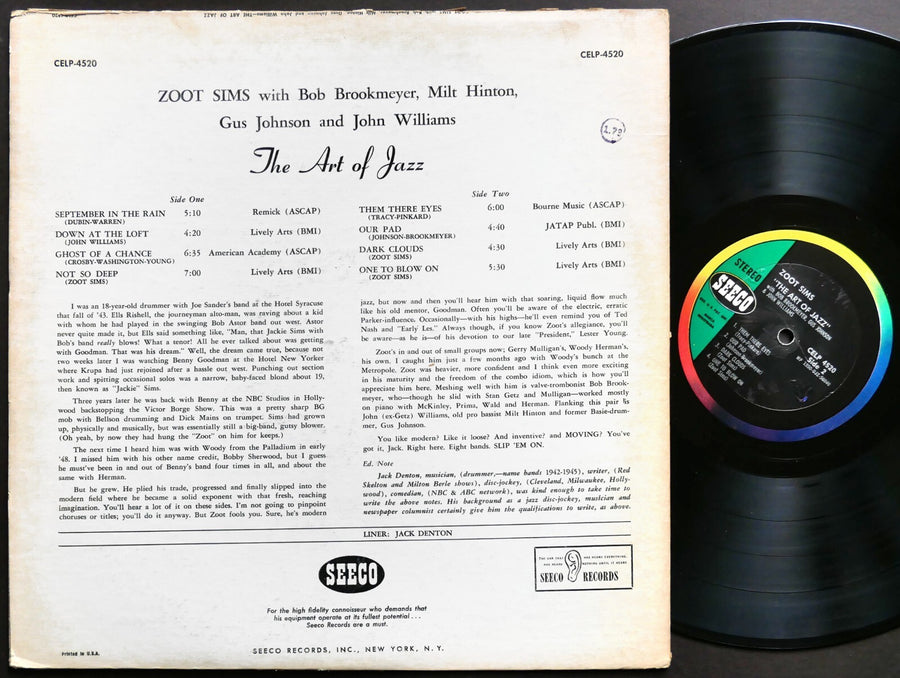 CELP-4520
CELP-4520
ZOOT SIMS with Bob Brookmeyer, Milt Hinton,
Gus Johnson and John Williams
1.79
The Art of Jazz
Side One
SEPTEMBER IN THE RAIN 5:10 Remick (ASCAP)
(DUBIN-WARREN)
DOWN AT THE LOFT 4:20 Lively Arts (BMI)
(JOHN WILLIAMS)
GHOST OF A CHANCE 6:35 American Academy (ASCAP)
(CROSBY-WASHINGTON-YOUNG)
NOT SO DEEP 7:00 Lively Arts (BMI)
(ZOOT SIMS)
Side Two
THEM THERE EYES 6:00 Bourne Music (ASCAP)
(TRACY-PINKARD)
OUR PAD 4:40 JATAP Publ. (BMI)
(JOHNSON-BROOKMEYER)
DARK CLOUDS 4:30 Lively Arts (BMI)
(ZOOT SIMS)
ONE TO BLOW ON 5:30 Lively Arts (BMI)
(ZOOT SIMS)
I was an 18-year-old drummer with Joe Sander's band at the Hotel Syracuse
that fall of '43. Ells Rishell, the journeyman alto-man, was raving about a kid
with whom he had played in the swinging Bob Astor band out west. Astor
never quite made it, but Ells said something like, "Man, that Jackie Sims with
Bob's band really blows! What a tenor! All he ever talked about was getting
with Goodman. That was his dream." Well, the dream came true, because not
two weeks later I was watching Benny Goodman at the Hotel New Yorker
where Krupa had just rejoined after a hassle out west. Punching out section
work and spitting occasional solos was a narrow, baby-faced blond about 19,
then known as "Jackie" Sims.
Three years later he was back with Benny at the NBC Studios in Holly-
wood backstopping the Victor Borge Show. This was a pretty sharp BG
mob with Bellson drumming and Dick Mains on trumpet. Sims had grown
up, physically and musically, but was essentially still a big-band, gutsy blower.
(Oh yeah, by now they had hung the "Zoot" on him for keeps.)
The next time I heard him was with Woody from the Palladium in early
'48. I missed him with his other name credit, Bobby Sherwood, but I guess
he must've been in and out of Benny's band four times in all, and about the
same with Herman.
But he grew. He plied his trade, progressed and finally slipped into the
modern field where he became a solid exponent with that fresh, reaching
imagination. You'll hear a lot of it on these sides. I'm not going to pinpoint
choruses or titles; you'll do it anyway. But Zoot fools you. Sure, he's modern
jazz, but now and then you'll hear him with that soaring, liquid flow much
like his old mentor, Goodman. Often you'll be aware of the electric, erratic
Parker-influence. Occasionally—with his highs—he'll even remind you of Ted
Nash and "Early Les." Always though, if you know Zoot's allegiance, you'll
be aware—as he is—of his devotion to our late "President," Lester Young.
Zoot's in and out of small groups now; Gerry Mulligan's, Woody Herman's,
his own. I caught him just a few months ago with Woody's bunch at the
Metropole. Zoot was heavier, more confident and I think even more exciting
in his maturity and the freedom of the combo idiom, which is how you'll
appreciate him here. Meshing well with him is valve-trombonist Bob Brook-
meyer, who—though he slid with Stan Getz and Mulligan—worked mostly
on piano with McKinley, Prima, Wald and Herman. Flanking this pair is
John (ex-Getz) Williams, old pro bassist Milt Hinton and former Basie-drum-
mer, Gus Johnson.
You like modern? Like it loose? And inventive? and MOVING? You've
got it, Jack. Right here. Eight bands. SLIP 'EM ON.
Ed. Note
Jack Denton, musician, (drummer,—name bands 1942-1945), writer, (Red
Skelton and Milton Berle shows), disc-jockey, (Cleveland, Milwaukee, Holly-
wood), comedian, (NBC & ABC network), was kind enough to take time to
write the above notes. His background as a jazz disc-jockey, musician and
newspaper columnist certainly give him the qualifications to write, as above.
LINER: JACK DENTON
SEECO
For the high fidelity connoisseur who demands that
his equipment operate at its fullest potential . . .
Seeco Records are a must.
SEECO RECORDS
SEECO RECORDS, INC., NEW YORK, N. Y.
Printed in U.S.A.
STEREO
SEECO
ZOOT SIMS
"THE ART OF JAZZ"
CELP 4520
Side 2